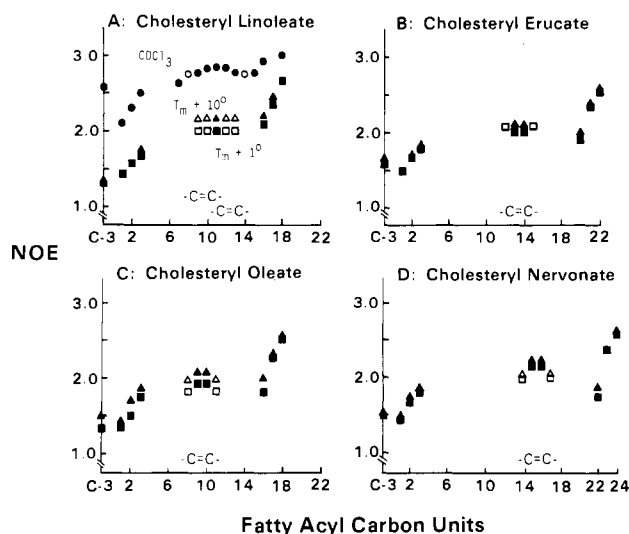 A: Cholesteryl Linoleate
CDCl3
3.0
Tm + 10°
2.0
Tm + 1°
-C=C-
-C=C-
1.0
C-3 2 6 10 14 18 22
B: Cholesteryl Erucate
3.0
2.0
-C=C-
1.0
C-3 2 6 10 14 18 22
NOE
C: Cholesteryl Oleate
3.0
2.0
-C=C-
1.0
C-3 2 6 10 14 18 22
D: Cholesteryl Nervonate
3.0
2.0
-C=C-
1.0
C-3 2 6 10 14 18 22 24
Fatty Acyl Carbon Units